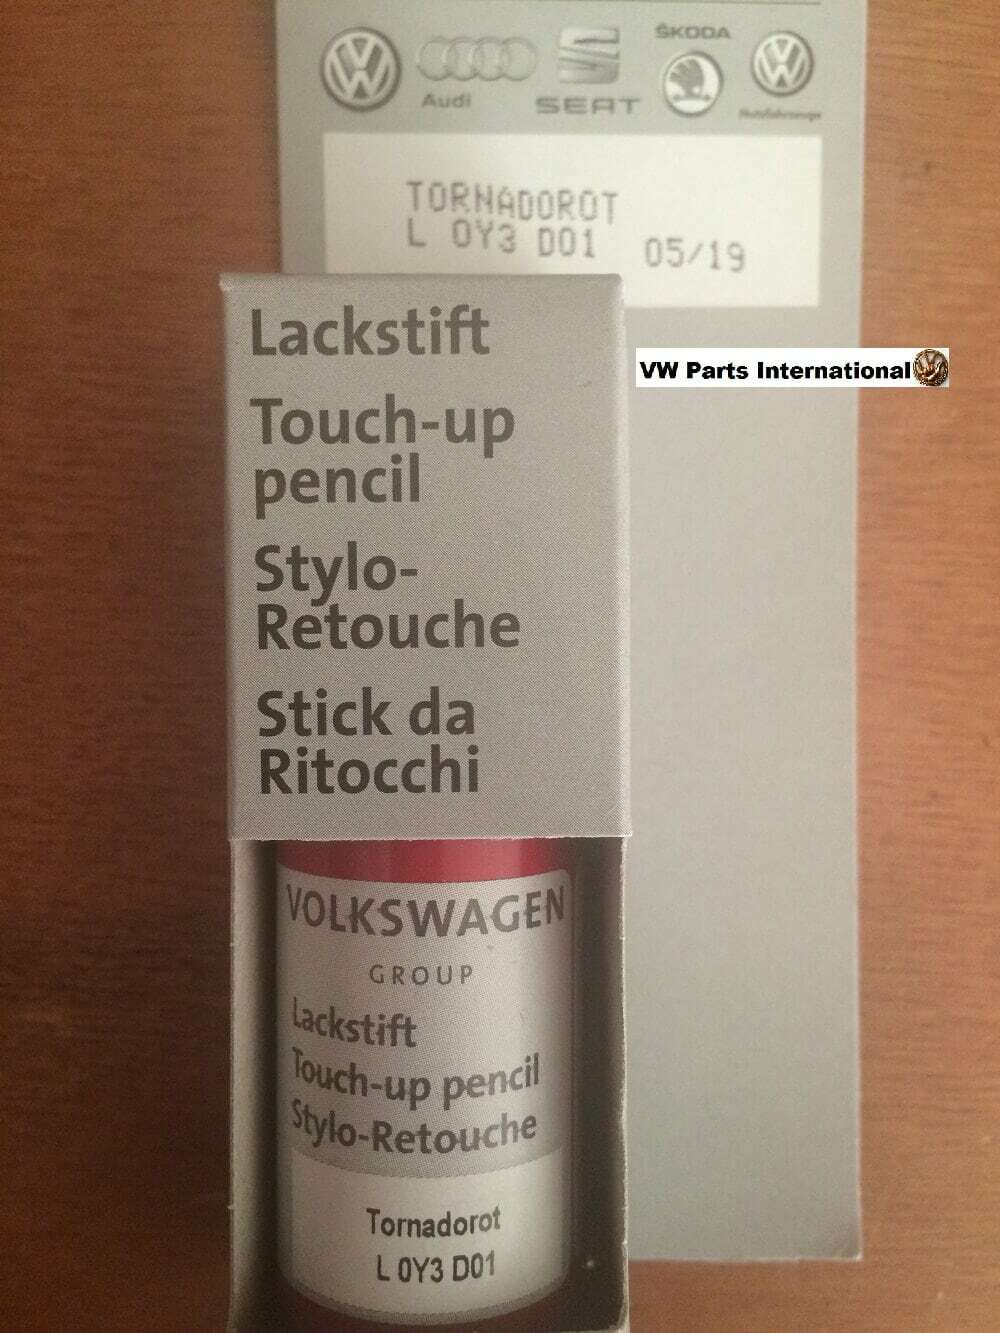 ŠKODA
Audi
SEAT
Nutzfahrzeuge
TORNADOROT
L 0Y3 D01 05/19
VW Parts International
Lackstift
Touch-up
pencil
Stylo-
Retouche
Stick da
Ritocchi
VOLKSWAGEN
GROUP
Lackstift
Touch-up pencil
Stylo-Retouche
Tornadorot
L 0Y3 D01